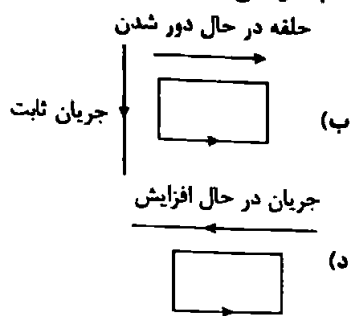 حلقه در حال دور شدن
جریان ثابت
ب)
جریان در حال افزایش
د)